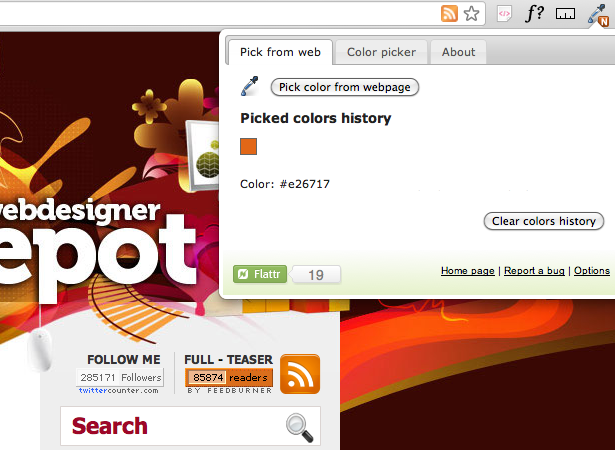 f?
N
Pick from web
Color picker
About
Pick color from webpage
Picked colors history
Color: #e26717
Clear colors history
Flattr
19
Home page | Report a bug | Options
webdesigner
epot
FOLLOW ME
FULL - TEASER
285171 Followers
85874 readers
twittercounter.com
BY FEEDBURNER
Search